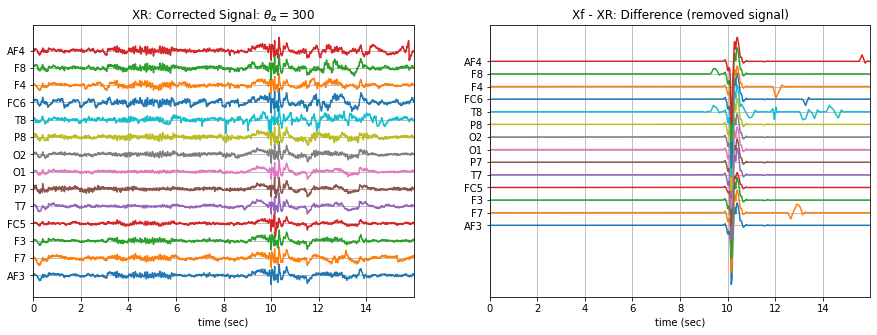 XR: Corrected Signal: θα = 300
AF4
F8
F4
FC6
T8
P8
O2
O1
P7
T7
FC5
F3
F7
AF3
0 2 4 6 8 10 12 14
time (sec)
Xf - XR: Difference (removed signal)
AF4
F8
F4
FC6
T8
P8
O2
O1
P7
T7
FC5
F3
F7
AF3
0 2 4 6 8 10 12 14
time (sec)